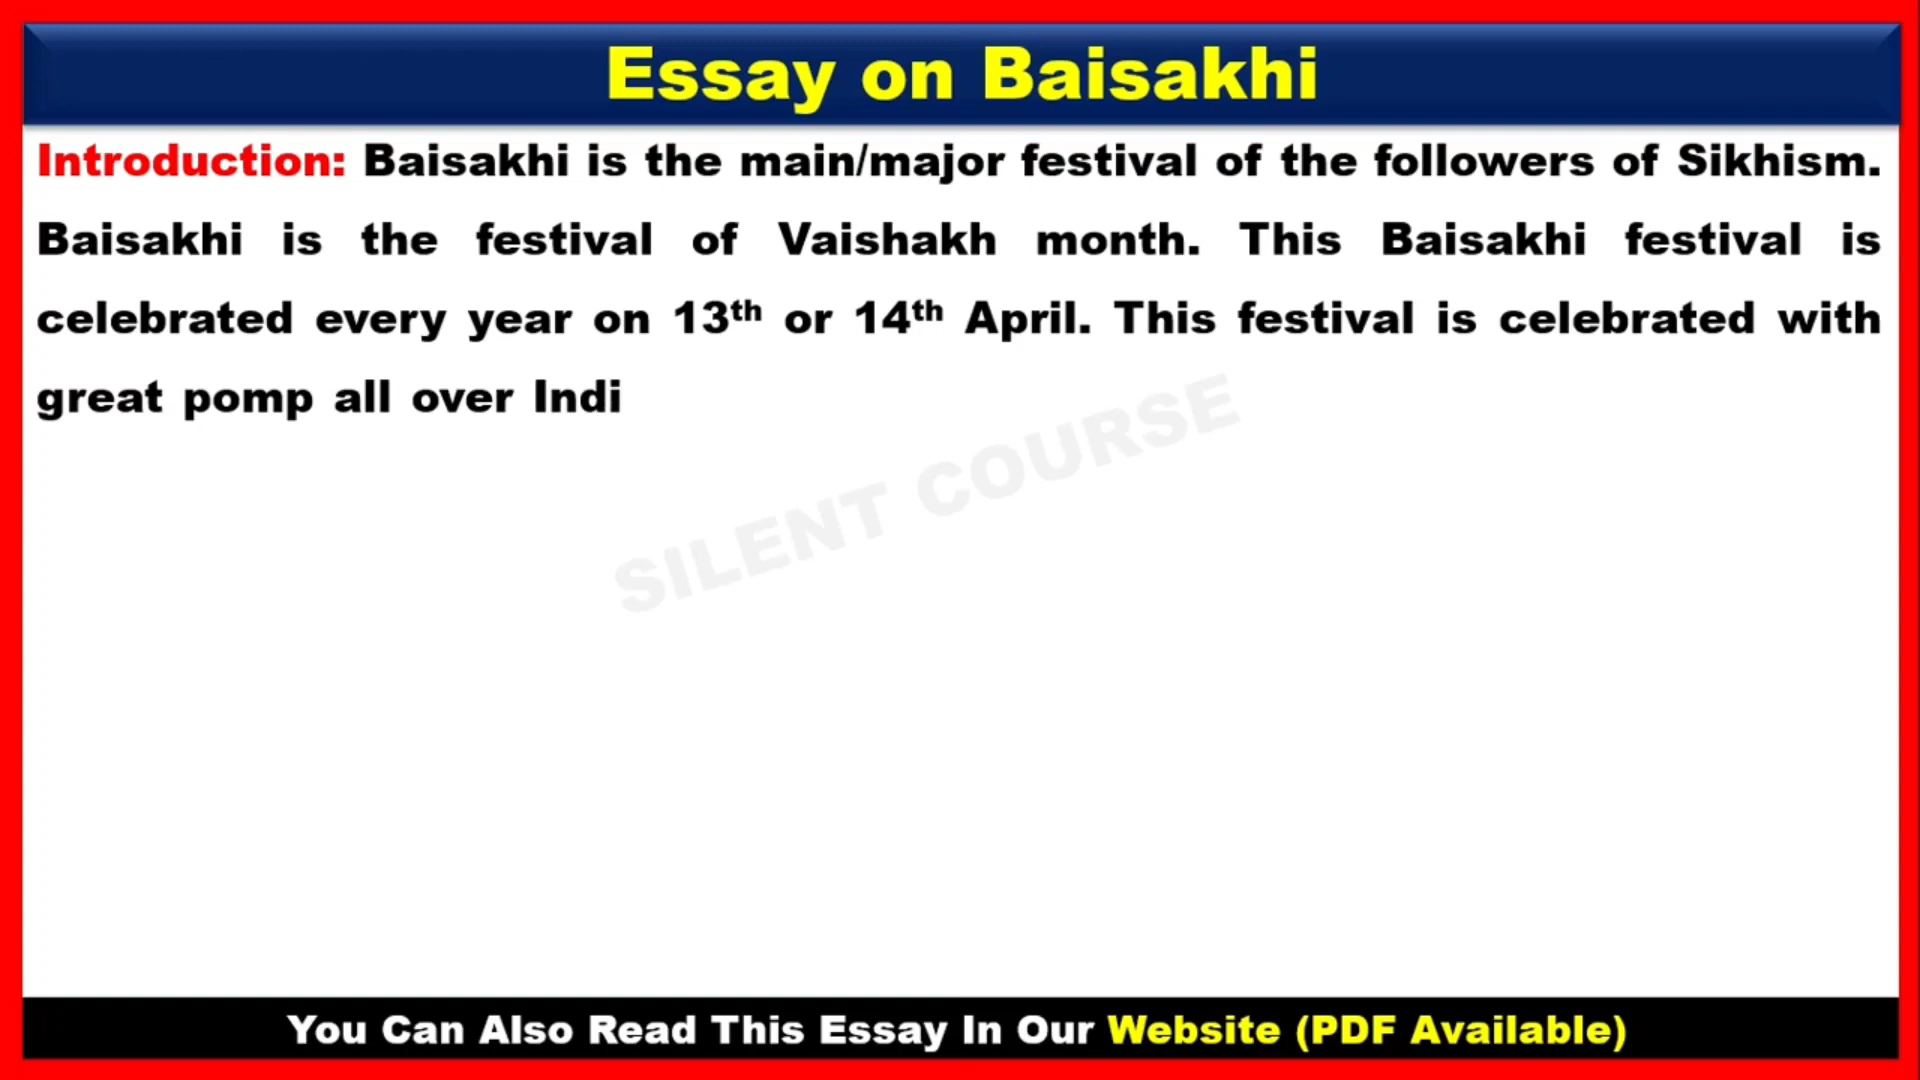 Essay on Baisakhi
Introduction: Baisakhi is the main/major festival of the followers of Sikhism.
Baisakhi is the festival of Vaishakh month. This Baisakhi festival is
celebrated every year on 13th or 14th April. This festival is celebrated with
great pomp all over Indi
SILENT COURSE
You Can Also Read This Essay In Our Website (PDF Available)